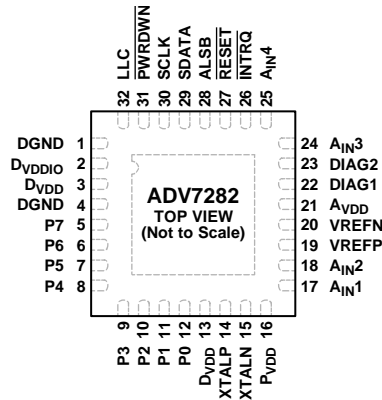 32 LLC
31 PWRDWN
30 SCLK
29 SDATA
28 ALSB
27 RESET
26 INTRQ
25 AIN4
DGND 1
DVDDIO 2
DVDD 3
DGND 4
P7 5
P6 6
P5 7
P4 8
ADV7282
TOP VIEW
(Not to Scale)
24 AIN3
23 DIAG2
22 DIAG1
21 AVDD
20 VREFN
19 VREFP
18 AIN2
17 AIN1
P3 9
P2 10
P1 11
P0 12
DVDD 13
XTALP 14
XTALN 15
PVDD 16